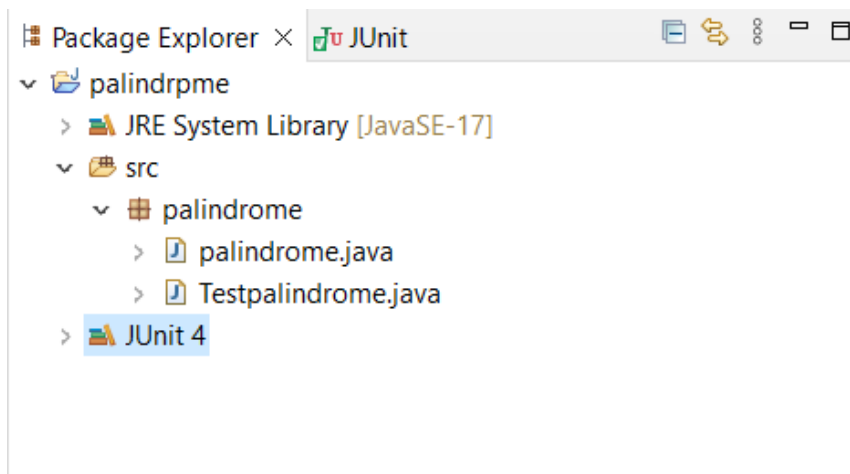 Package Explorer JUnit
palindrpme
JRE System Library [JavaSE-17]
src
palindrome
palindrome.java
Testpalindrome.java
JUnit 4